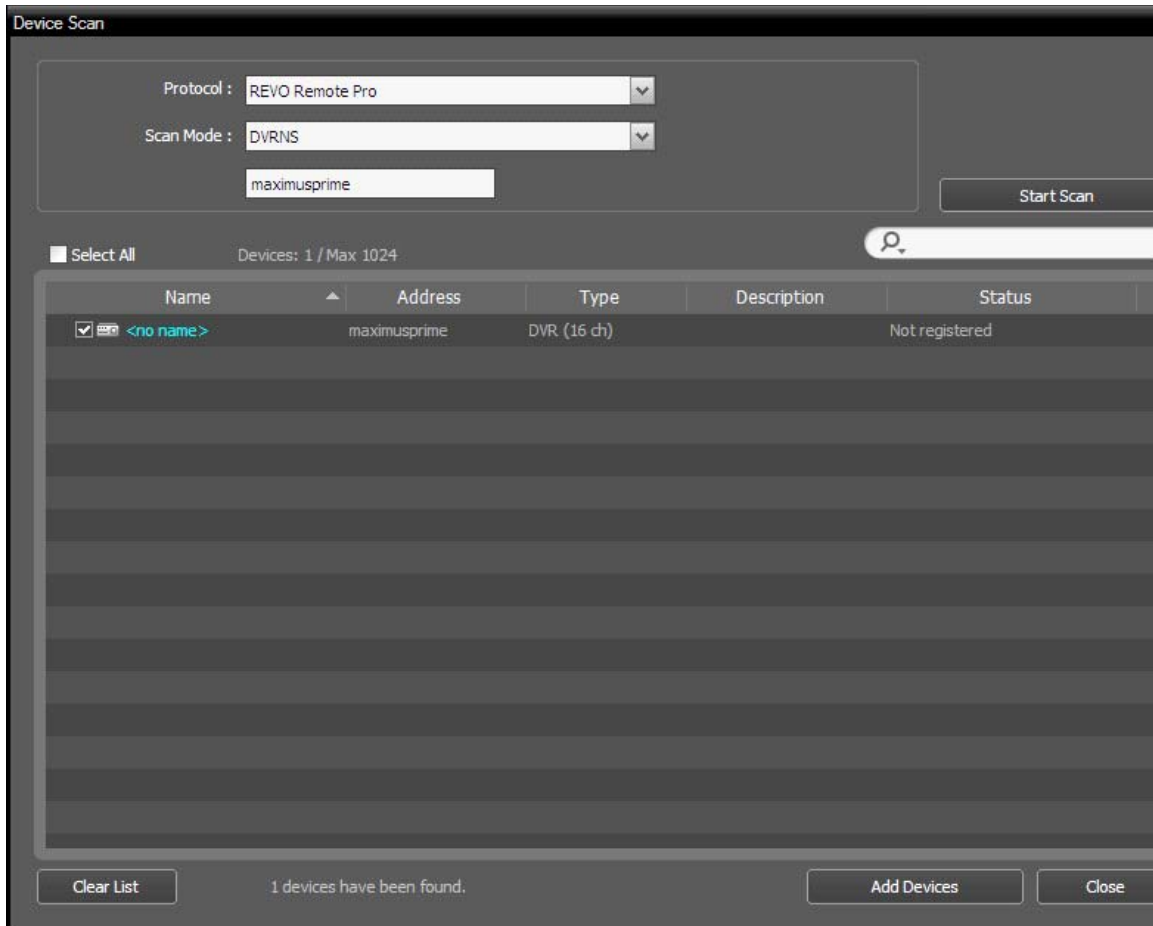 Device Scan
Protocol : REVO Remote Pro
Scan Mode : DVRNS
maximusprime
Start Scan
Select All Devices: 1 / Max 1024
Name Address Type Description Status
<no name> maximusprime DVR (16 ch) Not registered
Clear List 1 devices have been found. Add Devices Close